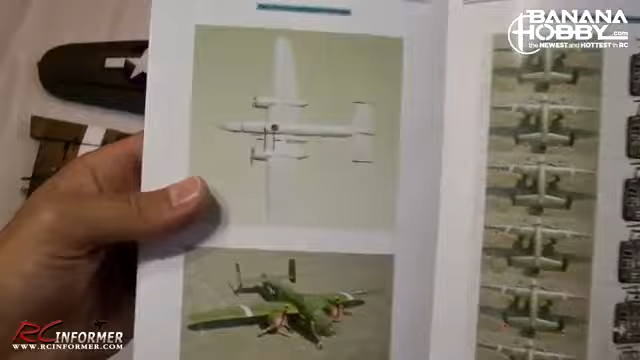 BANANA
HOBBY.com
the NEWEST and HOTTEST in RC
RC INFORMER
WWW.RCINFORMER.COM